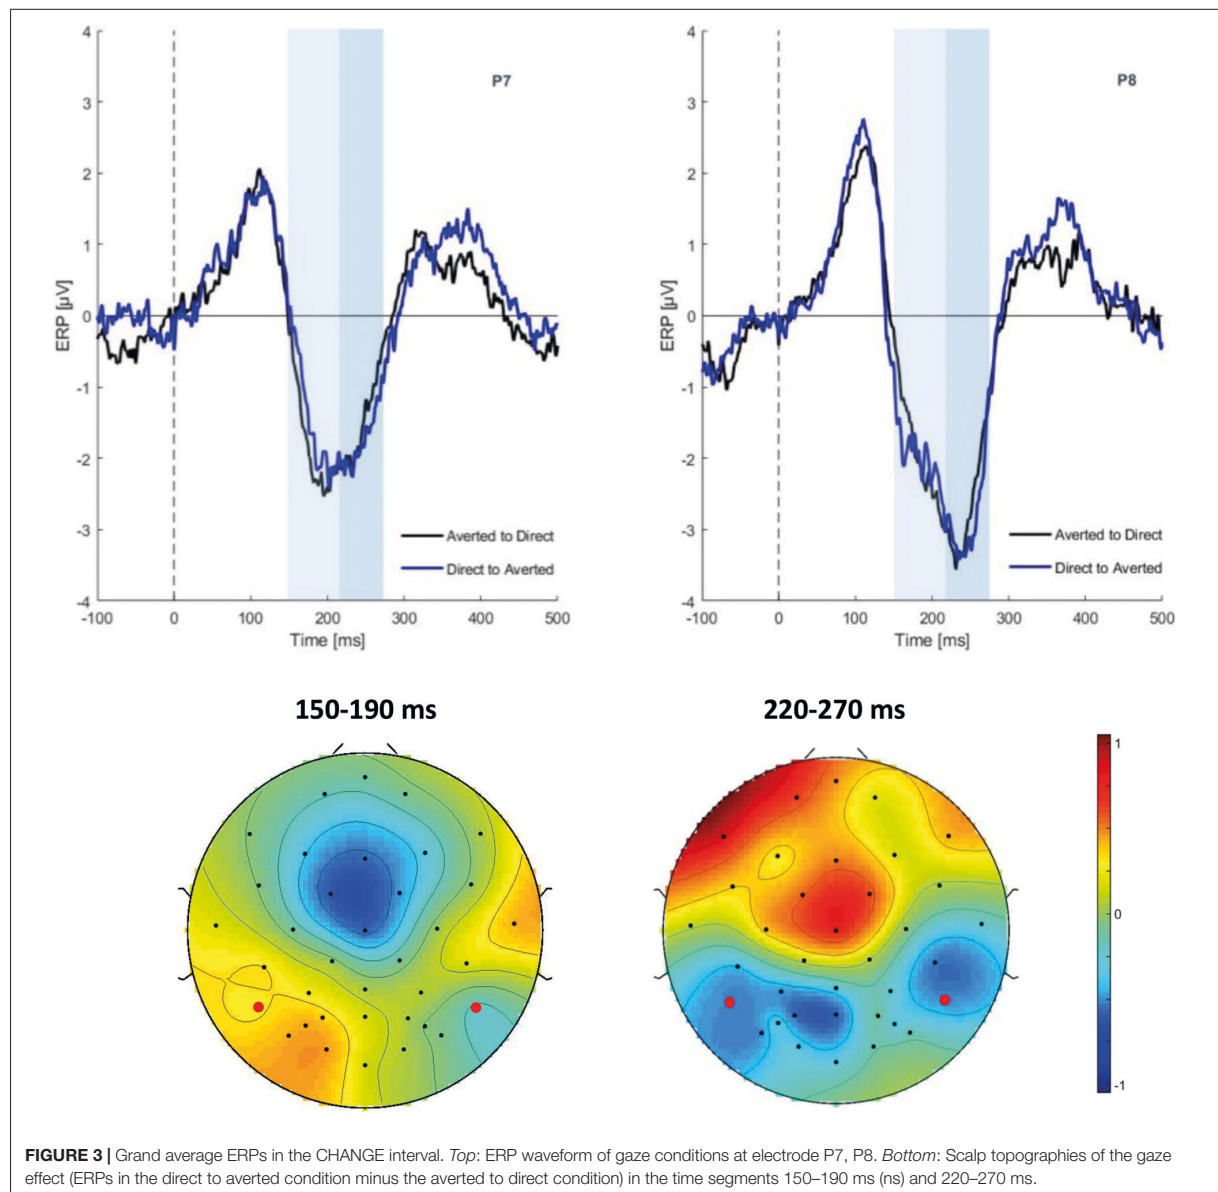 P7
4
3
2
1
0
-1
-2
-3
-4
ERP [µV]
-100 0 100 200 300 400 500
Time [ms]
Averted to Direct
Direct to Averted
P8
4
3
2
1
0
-1
-2
-3
-4
ERP [µV]
-100 0 100 200 300 400 500
Time [ms]
Averted to Direct
Direct to Averted
150-190 ms
220-270 ms
1
0
-1
FIGURE 3 | Grand average ERPs in the CHANGE interval. Top: ERP waveform of gaze conditions at electrode P7, P8. Bottom: Scalp topographies of the gaze
effect (ERPs in the direct to averted condition minus the averted to direct condition) in the time segments 150–190 ms (ns) and 220–270 ms.